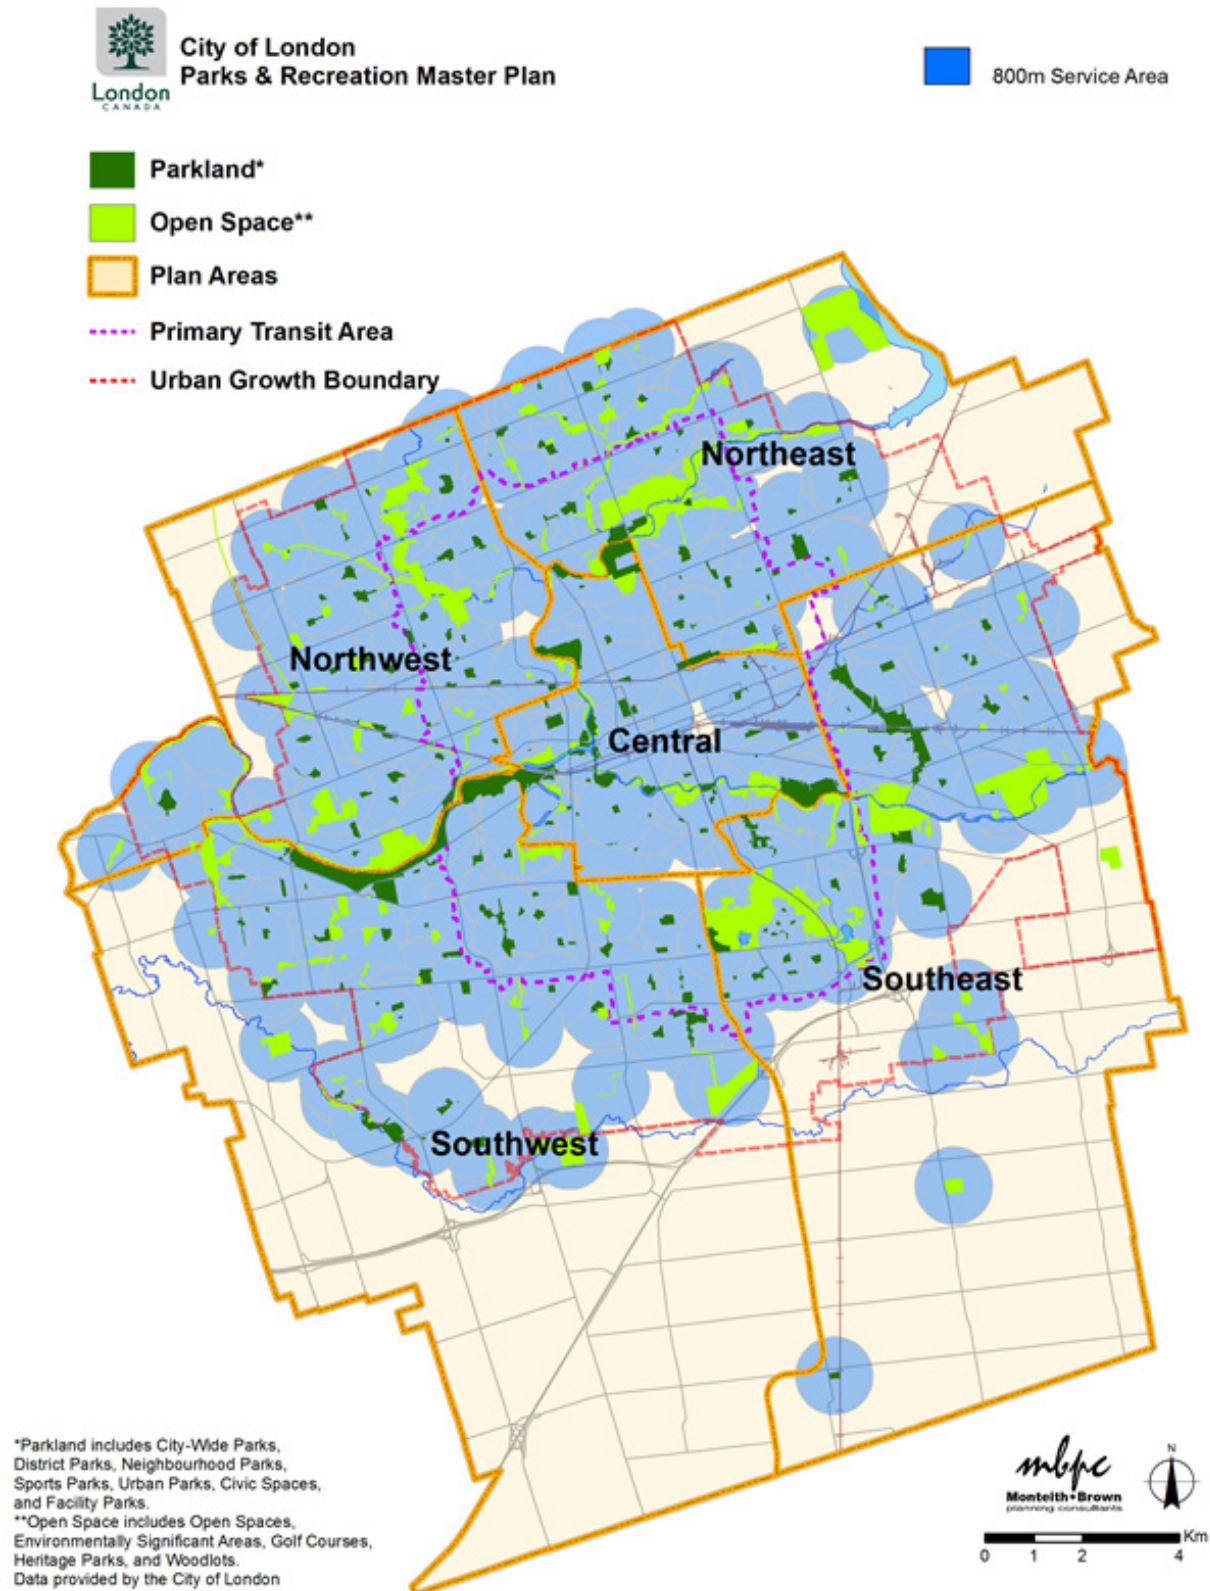 City of London
Parks & Recreation Master Plan
London
CANADA
800m Service Area
Parkland*
Open Space**
Plan Areas
Primary Transit Area
Urban Growth Boundary
Northeast
Northwest
Central
Southeast
Southwest
*Parkland includes City-Wide Parks,
District Parks, Neighbourhood Parks,
Sports Parks, Urban Parks, Civic Spaces,
and Facility Parks.
**Open Space includes Open Spaces,
Environmentally Significant Areas, Golf Courses,
Heritage Parks, and Woodlots.
Data provided by the City of London
mbpc
Monteith•Brown
planning consultants
N
Km
0 1 2 4